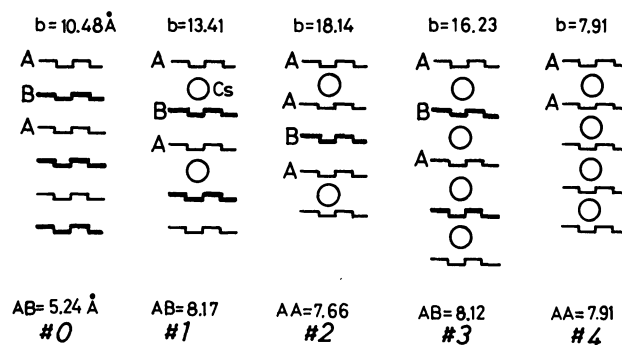 b=10.48Å b=13.41 b=18.14 b=16.23 b=7.91
A A A A A
Cs
B B A B A
A A B A
AB=5.24 Å AB=8.17 AA=7.66 AB=8.12 AA=7.91
#0 #1 #2 #3 #4